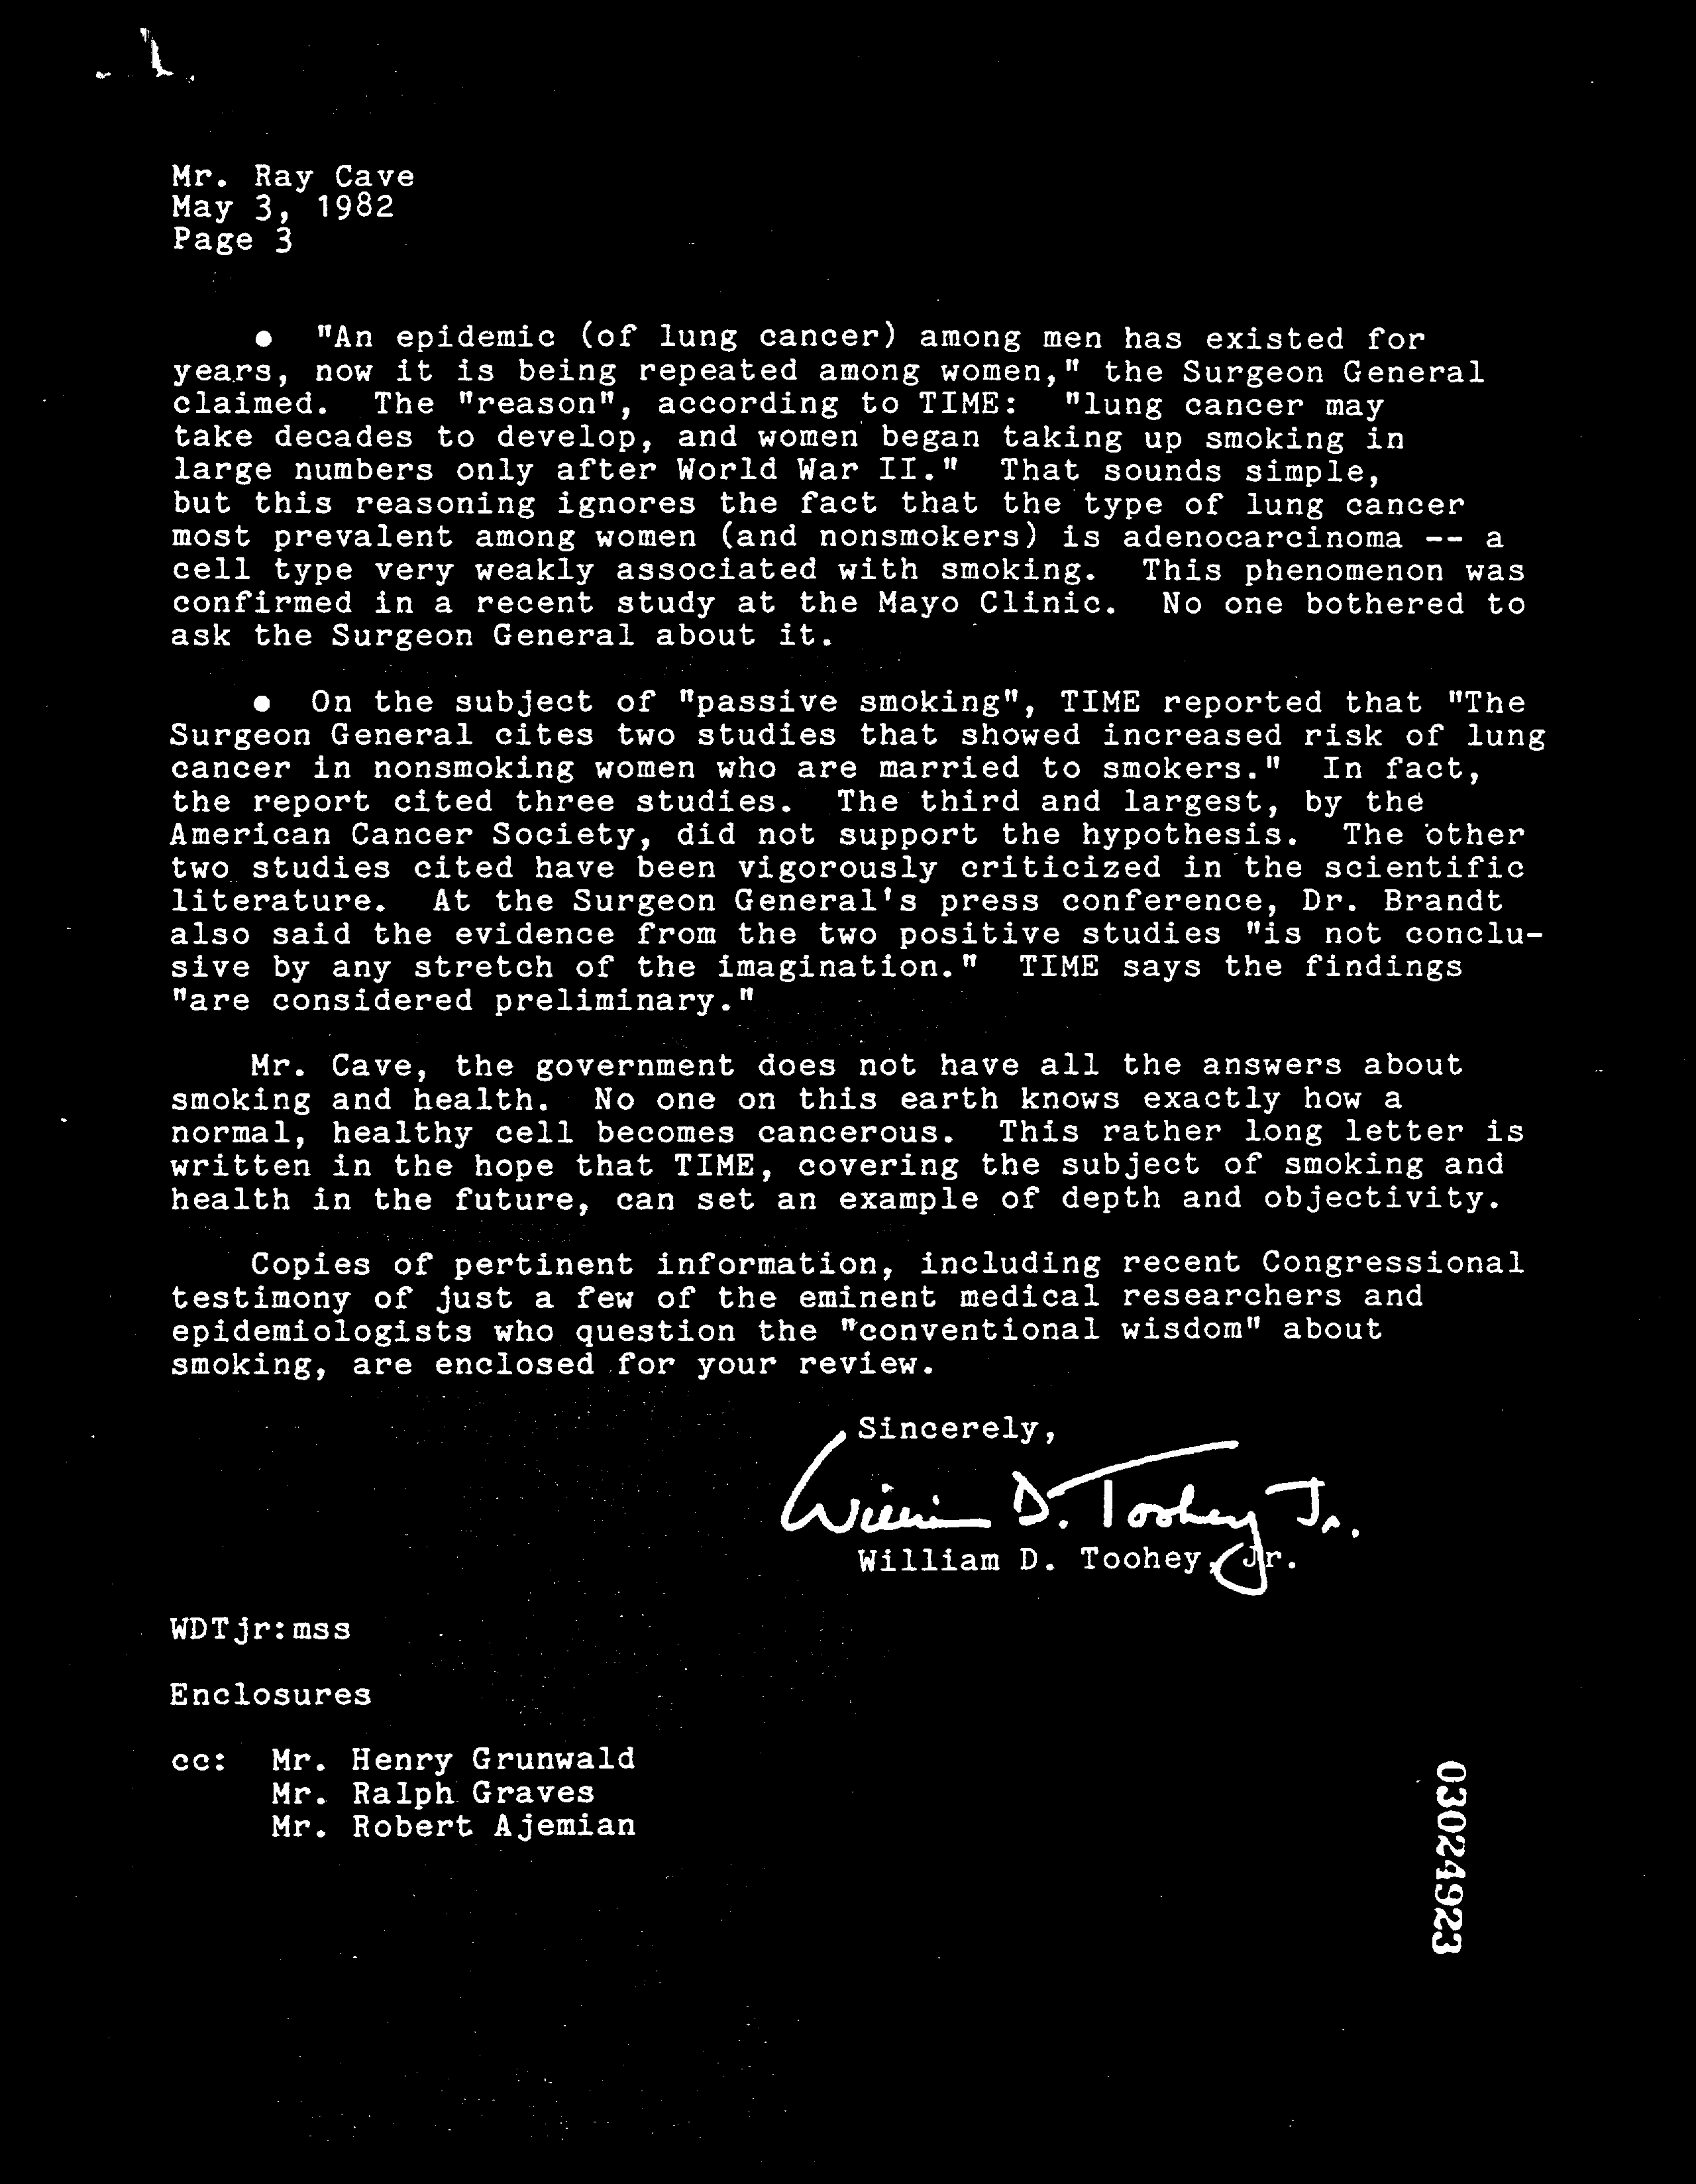 Mr. Ray Cave
May 3, 1982
Page 3
● "An epidemic (of lung cancer) among men has existed for
years, now it is being repeated among women," the Surgeon General
claimed. The "reason", according to TIME: "lung cancer may
take decades to develop, and women began taking up smoking in
large numbers only after World War II." That sounds simple,
but this reasoning ignores the fact that the type of lung cancer
most prevalent among women (and nonsmokers) is adenocarcinoma -- a
cell type very weakly associated with smoking. This phenomenon was
confirmed in a recent study at the Mayo Clinic. No one bothered to
ask the Surgeon General about it.
● On the subject of "passive smoking", TIME reported that "The
Surgeon General cites two studies that showed increased risk of lung
cancer in nonsmoking women who are married to smokers." In fact,
the report cited three studies. The third and largest, by the
American Cancer Society, did not support the hypothesis. The other
two studies cited have been vigorously criticized in the scientific
literature. At the Surgeon General's press conference, Dr. Brandt
also said the evidence from the two positive studies "is not conclu-
sive by any stretch of the imagination." TIME says the findings
"are considered preliminary."
Mr. Cave, the government does not have all the answers about
smoking and health. No one on this earth knows exactly how a
normal, healthy cell becomes cancerous. This rather long letter is
written in the hope that TIME, covering the subject of smoking and
health in the future, can set an example of depth and objectivity.
Copies of pertinent information, including recent Congressional
testimony of just a few of the eminent medical researchers and
epidemiologists who question the "conventional wisdom" about
smoking, are enclosed for your review.
Sincerely,
William D. Toohey Jr.
William D. Toohey, Jr.
WDTjr:mss
Enclosures
cc: Mr. Henry Grunwald
Mr. Ralph Graves
Mr. Robert Ajemian
03024923